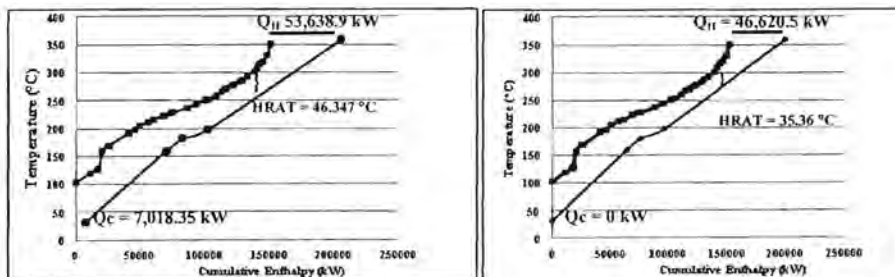 Q_H 53,638.9 kW
400
350
300
250
200
150
100
50
0
Temperature (°C)
HRAT = 46.347 °C
Qc = 7,018.35 kW
0 50000 100000 150000 200000 250000
Cumulative Enthalpy (kW)
Q_H = 46,620.5 kW
400
350
300
250
200
150
100
50
0
Temperature (°C)
HRAT = 35.36 °C
Qc = 0 kW
0 50000 100000 150000 200000 250000
Cumulative Enthalpy (kW)